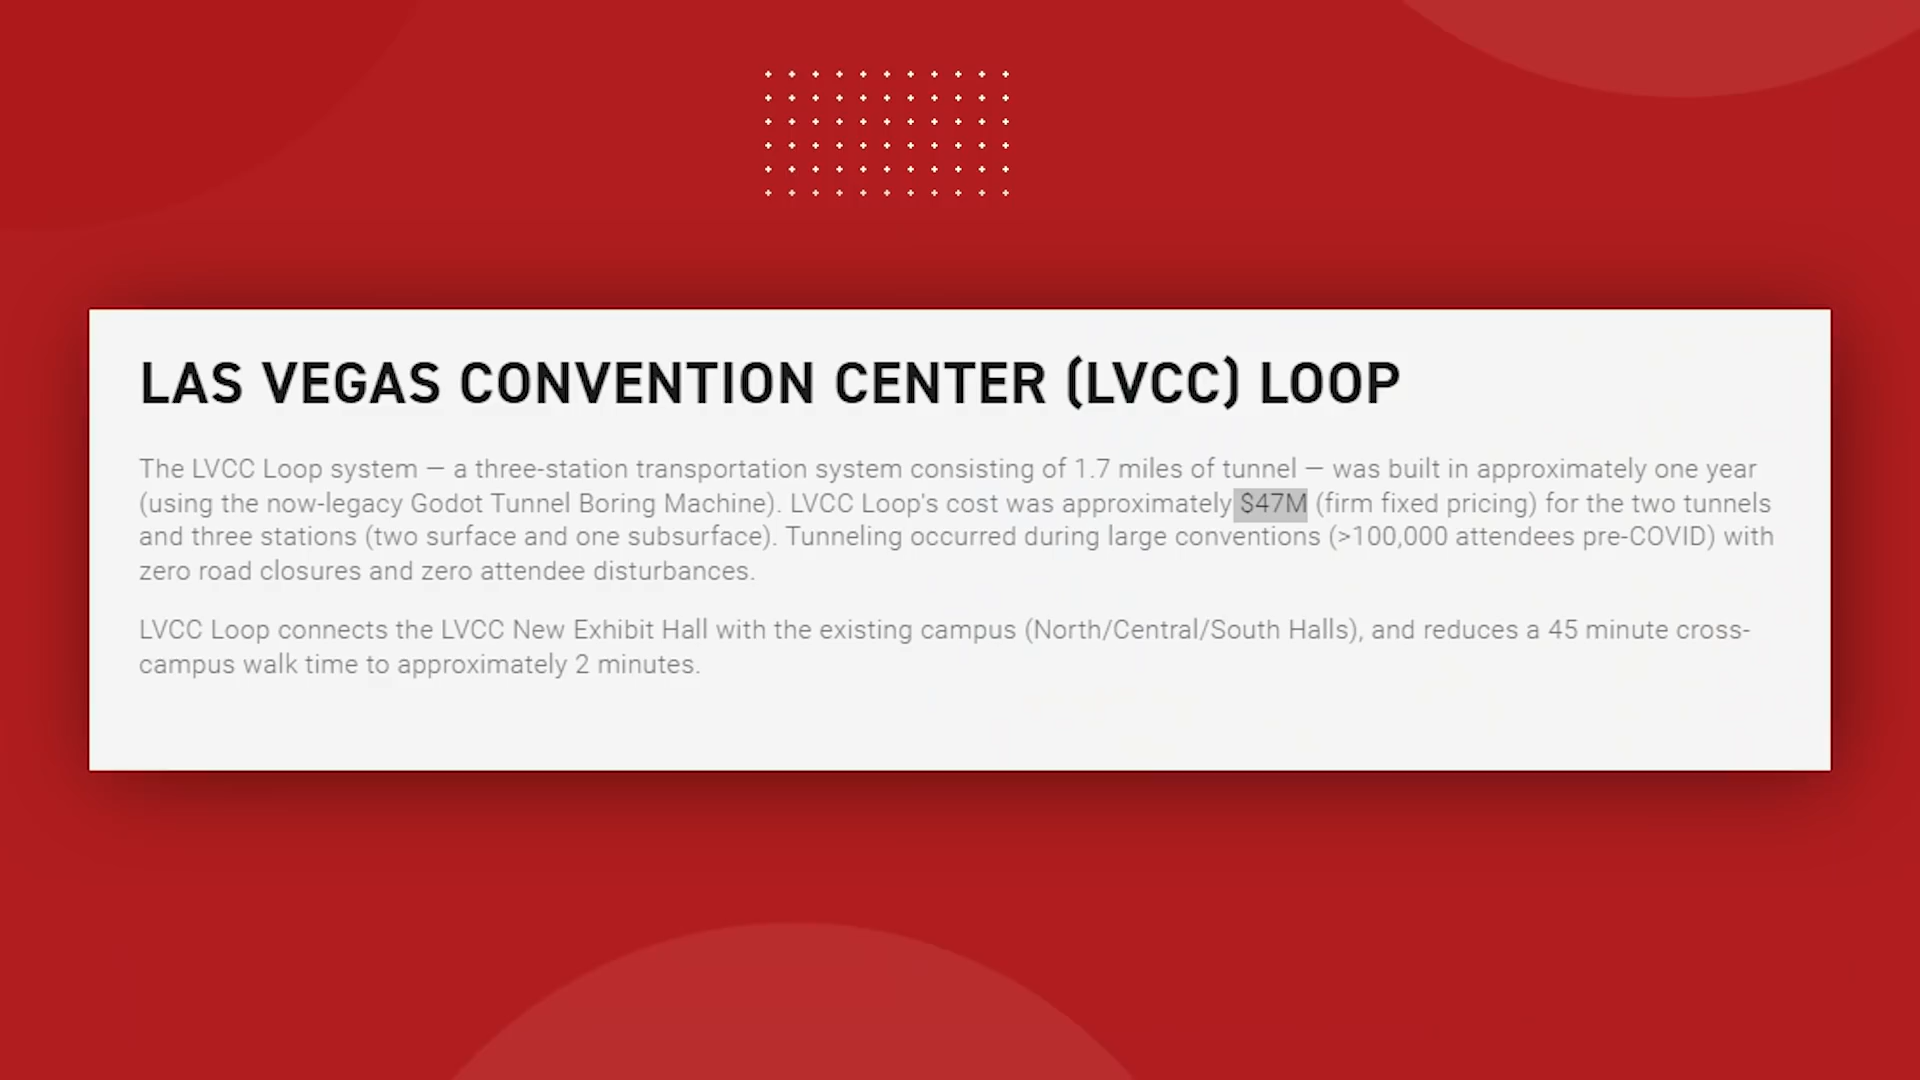 LAS VEGAS CONVENTION CENTER (LVCC) LOOP
The LVCC Loop system — a three-station transportation system consisting of 1.7 miles of tunnel — was built in approximately one year
(using the now-legacy Godot Tunnel Boring Machine). LVCC Loop's cost was approximately $47M (firm fixed pricing) for the two tunnels
and three stations (two surface and one subsurface). Tunneling occurred during large conventions (>100,000 attendees pre-COVID) with
zero road closures and zero attendee disturbances.
LVCC Loop connects the LVCC New Exhibit Hall with the existing campus (North/Central/South Halls), and reduces a 45 minute cross-
campus walk time to approximately 2 minutes.